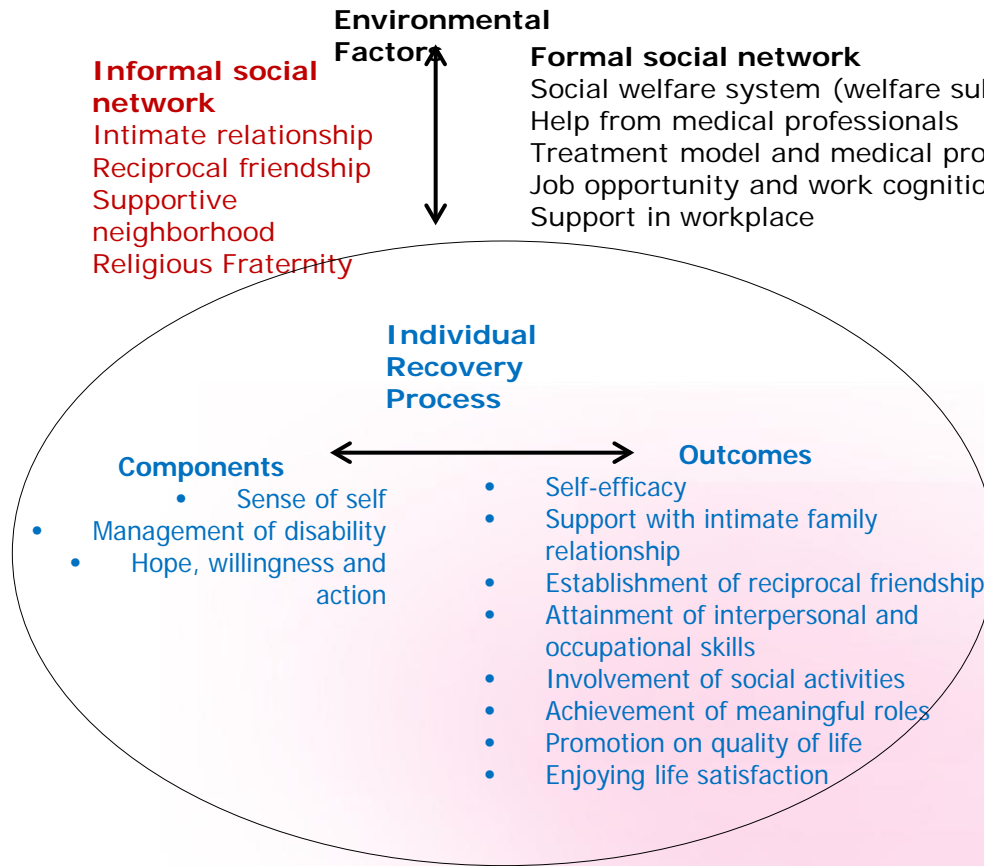 Environmental
Factors
Informal social
network
Intimate relationship
Reciprocal friendship
Supportive
neighborhood
Religious Fraternity
Formal social network
Social welfare system (welfare
Help from medical professionals
Treatment model and medical
Job opportunity and work
Support in workplace
Individual
Recovery
Process
Components
• Sense of self
• Management of disability
• Hope, willingness and
action
Outcomes
• Self-efficacy
• Support with intimate family
relationship
• Establishment of reciprocal friendship
• Attainment of interpersonal and
occupational skills
• Involvement of social activities
• Achievement of meaningful roles
• Promotion on quality of life
• Enjoying life satisfaction